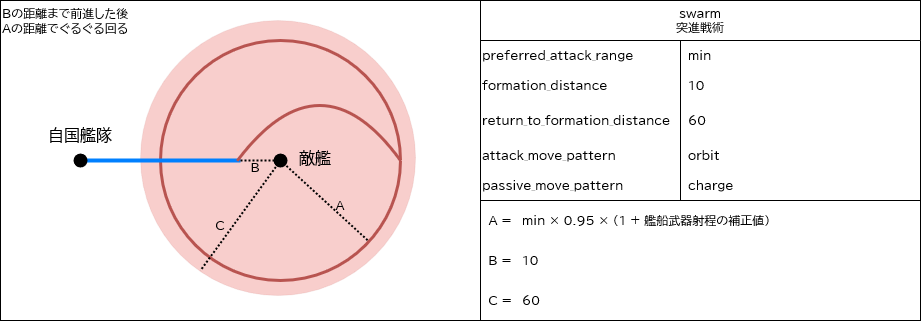 Bの距離まで前進した後
Aの距離でぐるぐる回る
自国艦隊
敵艦
B
A
C
swarm
突進戦術
preferred_attack_range min
formation_distance 10
return_to_formation_distance 60
attack_move_pattern orbit
passive_move_pattern charge
A = min × 0.95 × (1 + 艦船武器射程の補正値)
B = 10
C = 60